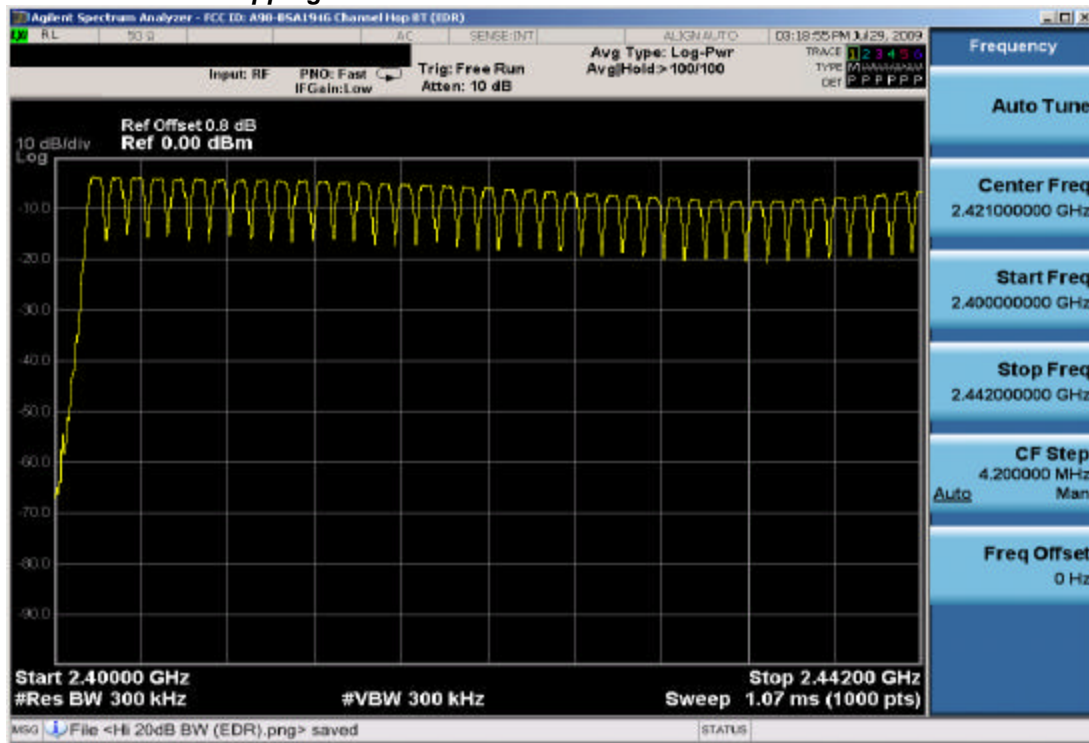 Agilent Spectrum Analyzer - FCC ID: A90-BSA1946 Channel Hop BT (EDR)
RL 50 Ω AC SENSE:INT ALIGN AUTO 03:18:55 PM Jul 29, 2009
Input: RF PNO: Fast IFGain:Low Trig: Free Run Atten: 10 dB
Avg Type: Log-Pwr
Avg|Hold:> 100/100
TRACE 1 2 3 4 5 6
TYPE
DET P P P P P P
10 dB/div
Log
Ref Offset 0.8 dB
Ref 0.00 dBm
-10.0
-20.0
-30.0
-40.0
-50.0
-60.0
-70.0
-80.0
-90.0
Start 2.40000 GHz
#Res BW 300 kHz
#VBW 300 kHz
Stop 2.44200 GHz
Sweep 1.07 ms (1000 pts)
MSG File <Hi 20dB BW (EDR).png> saved STATUS
Frequency
Auto Tune
Center Freq
2.421000000 GHz
Start Freq
2.400000000 GHz
Stop Freq
2.442000000 GHz
CF Step
4.200000 MHz
Auto Man
Freq Offset
0 Hz